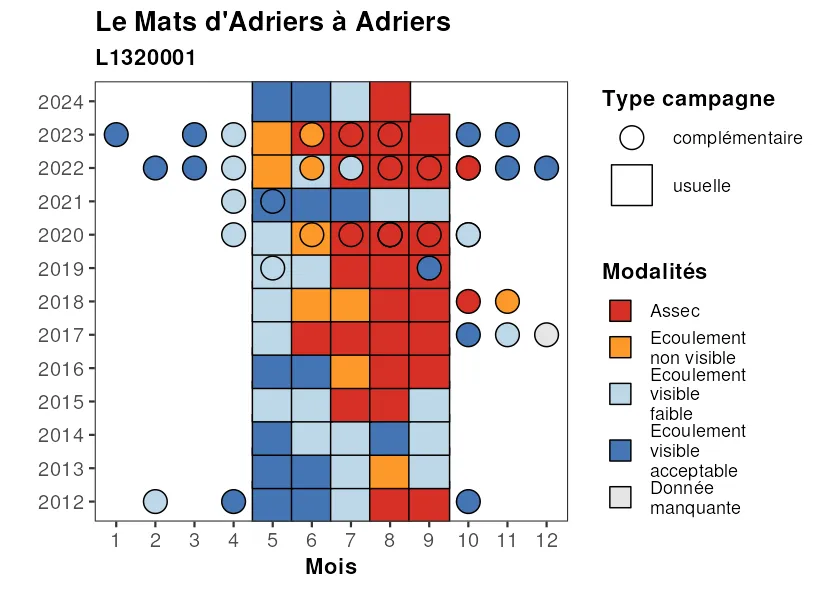 Le Mats d'Adriers à Adriers
L1320001
2024
2023
2022
2021
2020
2019
2018
2017
2016
2015
2014
2013
2012
1 2 3 4 5 6 7 8 9 10 11 12
Mois
Type campagne
complémentaire
usuelle
Modalités
Assec
Ecoulement
non visible
Ecoulement
visible
faible
Ecoulement
visible
acceptable
Donnée
manquante